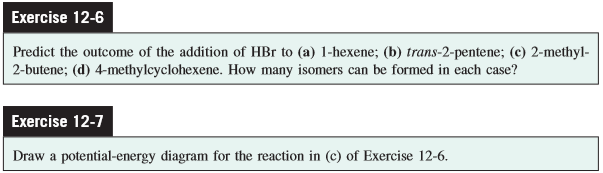 Exercise 12-6
Predict the outcome of the addition of HBr to (a) 1-hexene; (b) trans-2-pentene; (c) 2-methyl-
2-butene; (d) 4-methylcyclohexene. How many isomers can be formed in each case?
Exercise 12-7
Draw a potential-energy diagram for the reaction in (c) of Exercise 12-6.